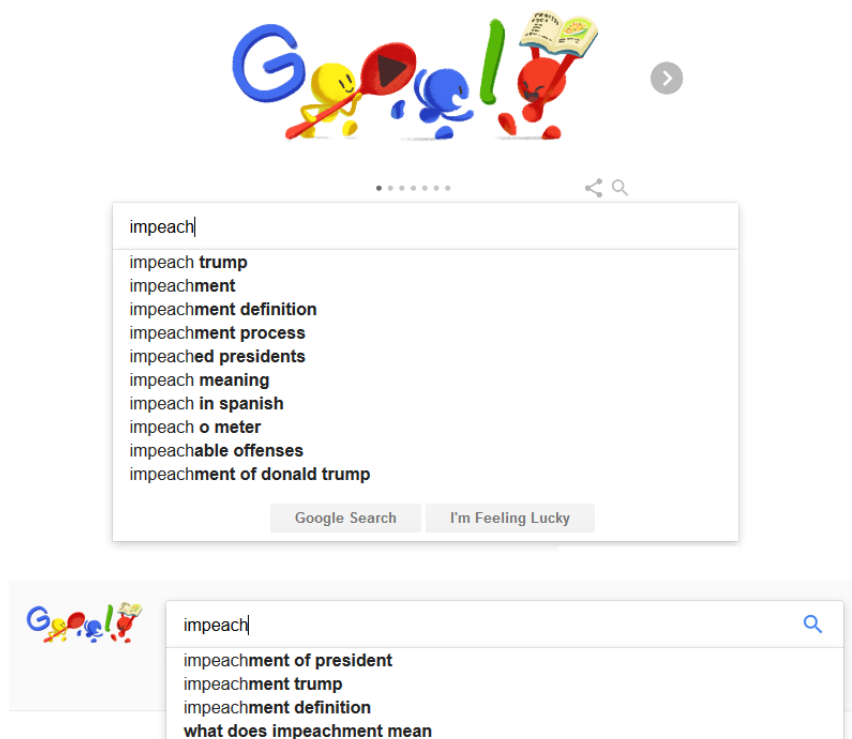 Google
impeach
impeach trump
impeachment
impeachment definition
impeachment process
impeached presidents
impeach meaning
impeach in spanish
impeach o meter
impeachable offenses
impeachment of donald trump
Google Search
I'm Feeling Lucky
Google
impeach
impeachment of president
impeachment trump
impeachment definition
what does impeachment mean